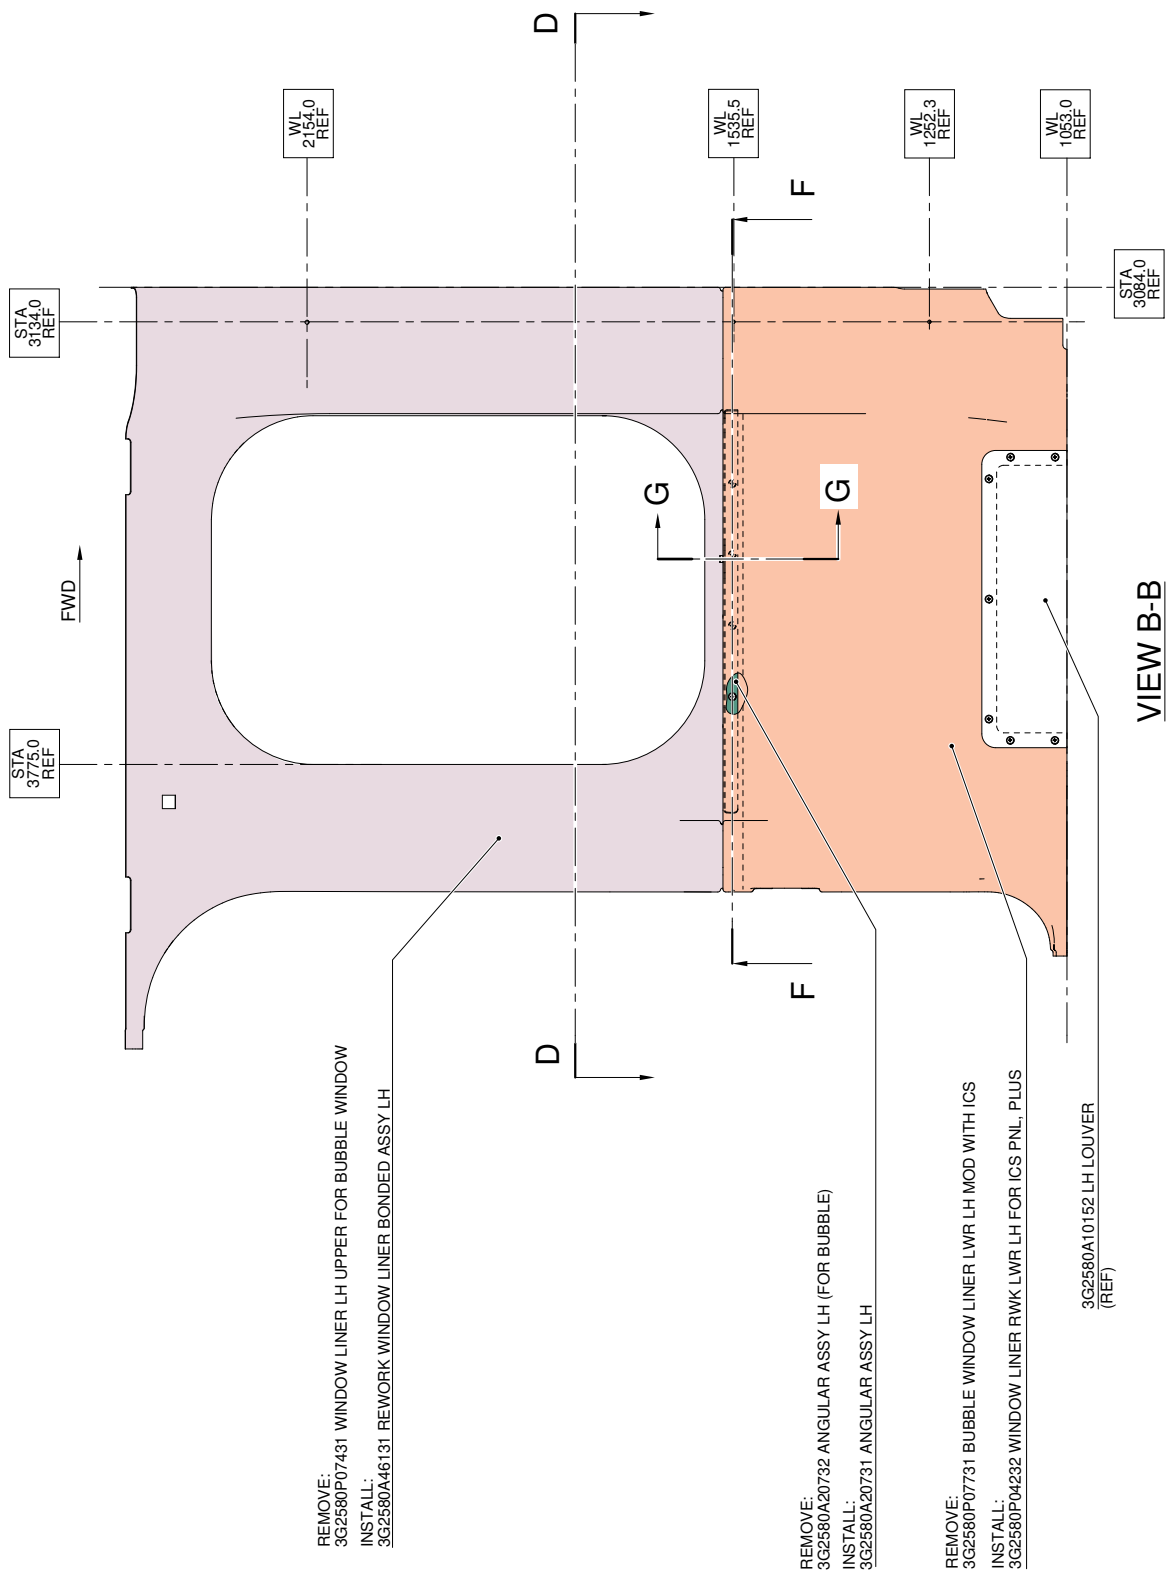 D
WL
2154.0
REF
WL
1535.5
REF
WL
1252.3
REF
WL
1053.0
REF
F
STA
3134.0
REF
STA
3084.0
REF
G
G
FWD
STA
3775.0
REF
F
D
REMOVE:
3G2580P07431 WINDOW LINER LH UPPER FOR BUBBLE WINDOW
INSTALL:
3G2580A46131 REWORK WINDOW LINER BONDED ASSY LH
REMOVE:
3G2580A20732 ANGULAR ASSY LH (FOR BUBBLE)
INSTALL:
3G2580A20731 ANGULAR ASSY LH
REMOVE:
3G2580P07731 BUBBLE WINDOW LINER LWR LH MOD WITH ICS
INSTALL:
3G2580P04232 WINDOW LINER RWK LWR LH FOR ICS PNL, PLUS
3G2580A10152 LH LOUVER
(REF)
VIEW B-B